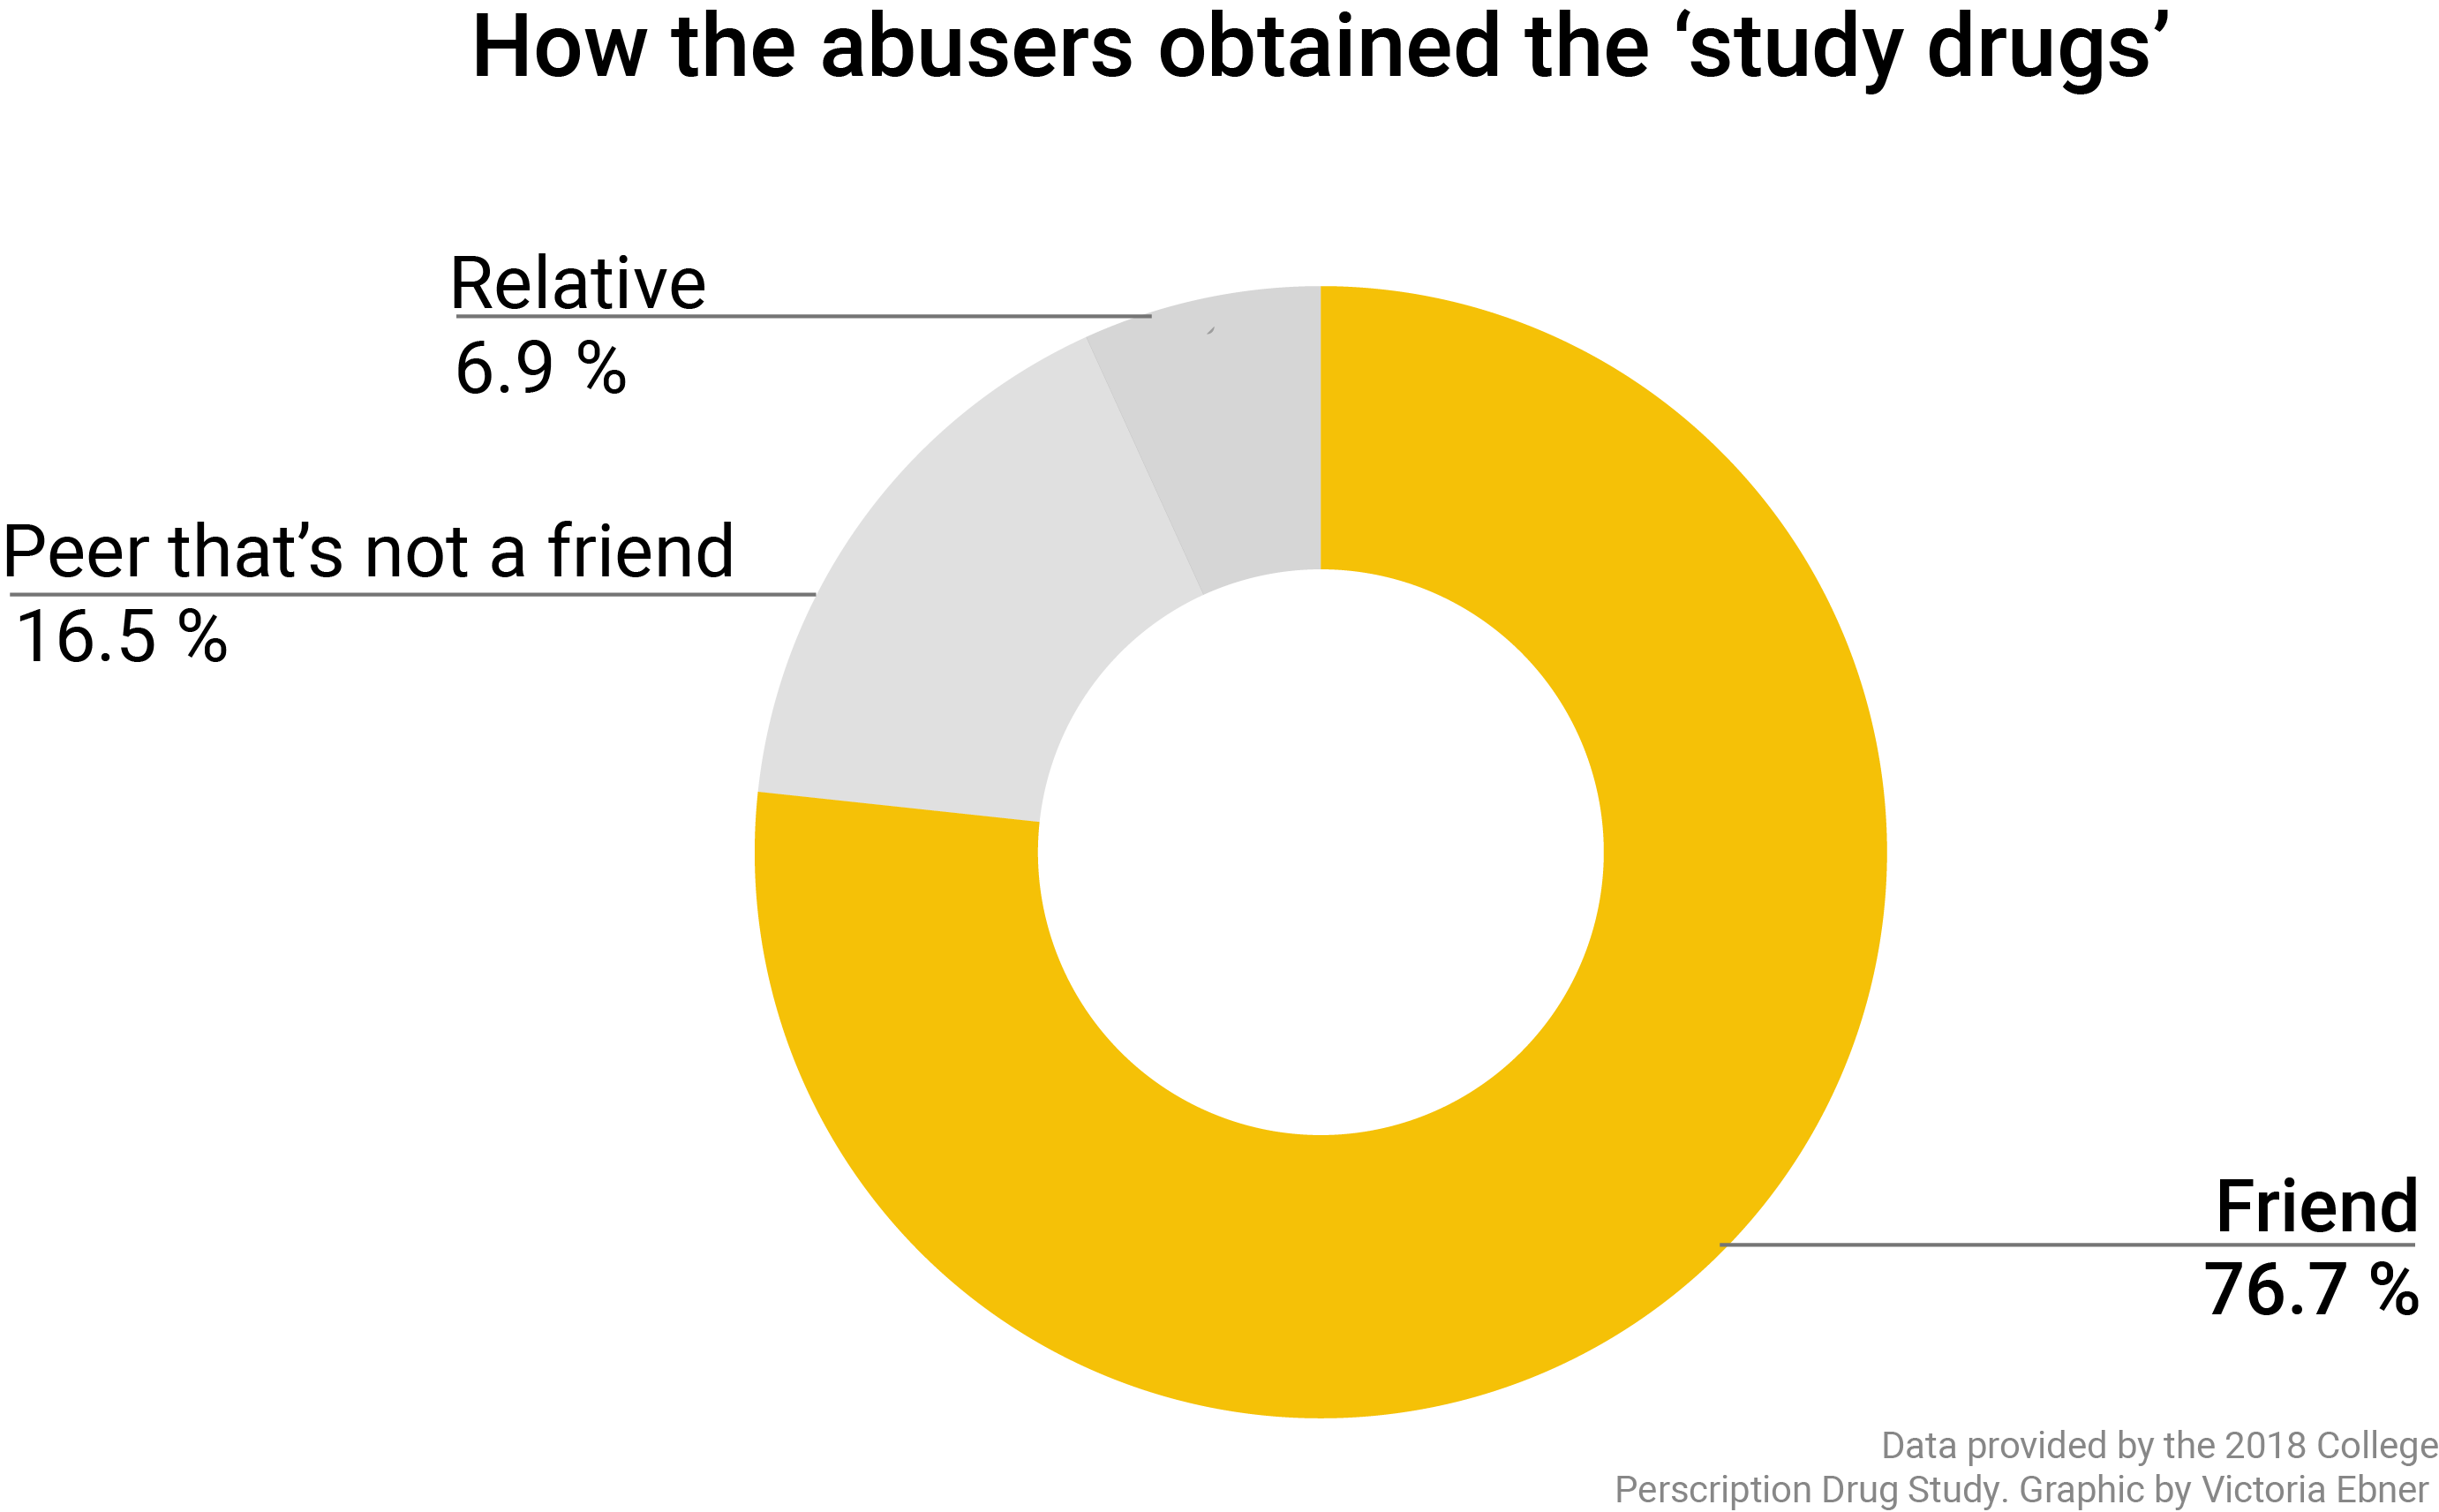 How the abusers obtained the ‘study drugs’
Relative
6.9 %
Peer that’s not a friend
16.5 %
Friend
76.7 %
Data provided by the 2018 College
Perscription Drug Study. Graphic by Victoria Ebner